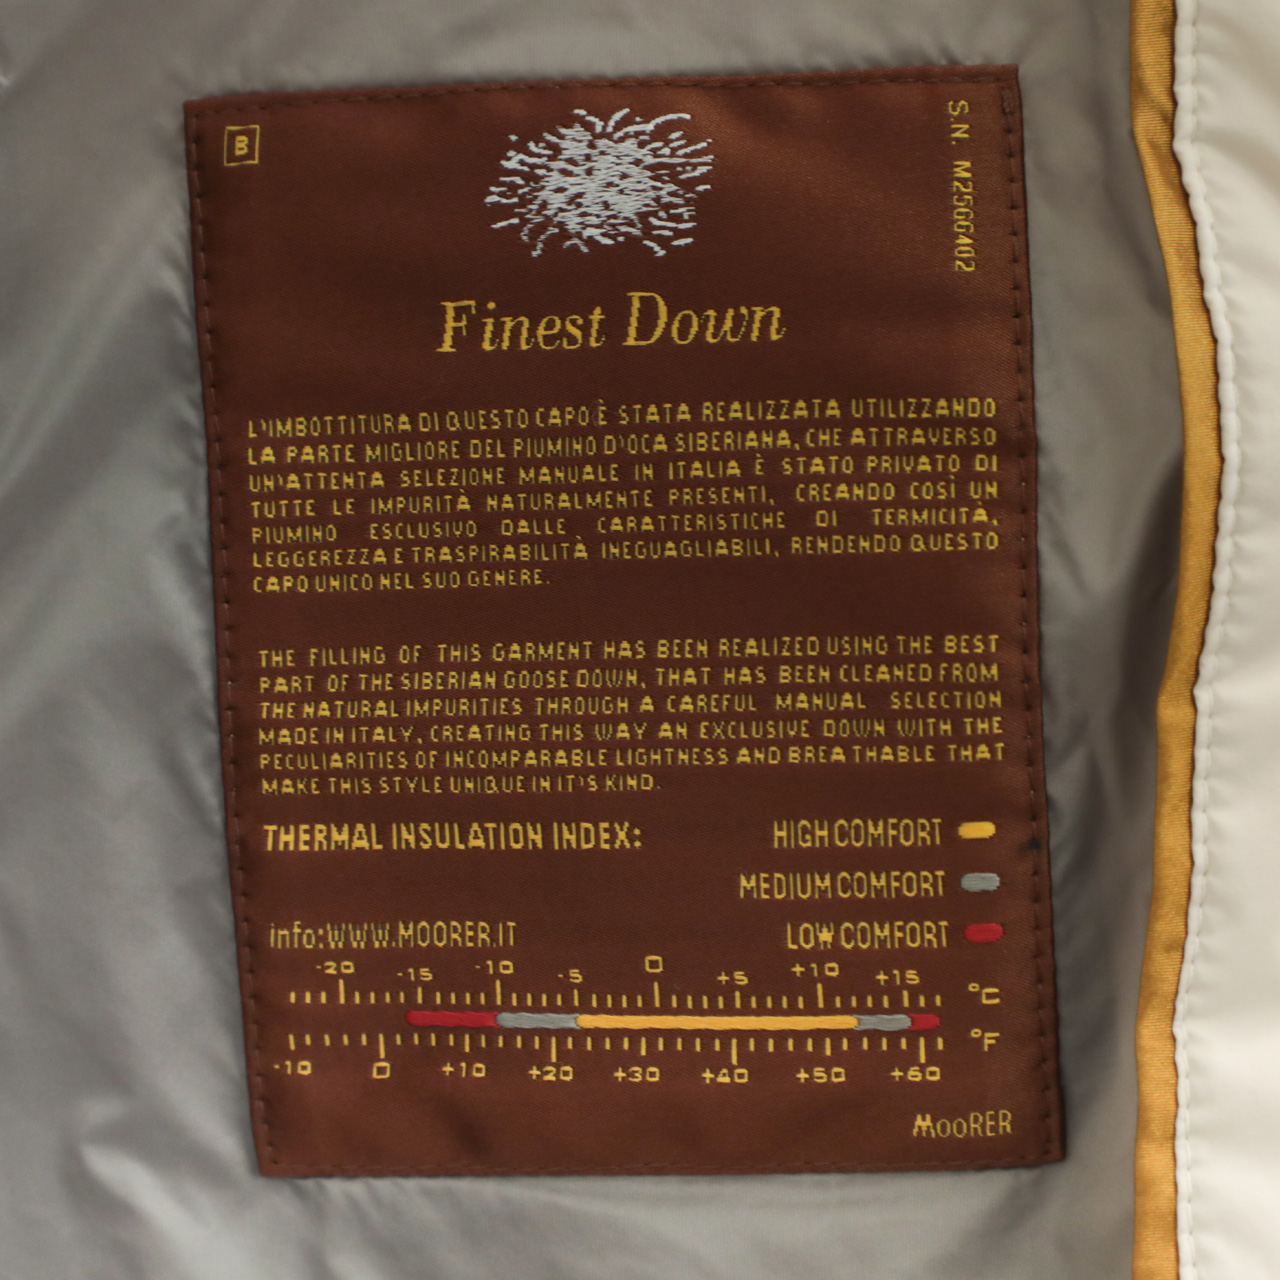 B
S.N. M25GG402
Finest Down
L'IMBOTTITURA DI QUESTO CAPO È STATA REALIZZATA UTILIZZANDO
LA PARTE MIGLIORE DEL PIUMINO D'OCA SIBERIANA, CHE ATTRAVERSO
UN'ATTENTA SELEZIONE MANUALE IN ITALIA È STATO PRIVATO DI
TUTTE LE IMPURITÀ NATURALMENTE PRESENTI, CREANDO COSÌ UN
PIUMINO ESCLUSIVO DALLE CARATTERISTICHE DI TERMICITÀ,
LEGGEREZZA E TRASPIRABILITÀ INEGUAGLIABILI, RENDENDO QUESTO
CAPO UNICO NEL SUO GENERE.
THE FILLING OF THIS GARMENT HAS BEEN REALIZED USING THE BEST
PART OF THE SIBERIAN GOOSE DOWN, THAT HAS BEEN CLEANED FROM
THE NATURAL IMPURITIES THROUGH A CAREFUL MANUAL SELECTION
MADE IN ITALY, CREATING THIS WAY AN EXCLUSIVE DOWN WITH THE
PECULIARITIES OF INCOMPARABLE LIGHTNESS AND BREATHABLE THAT
MAKE THIS STYLE UNIQUE IN IT'S KIND.
THERMAL INSULATION INDEX: HIGH COMFORT
MEDIUM COMFORT
info:WWW.MOORER.IT LOW COMFORT
-20 -15 -10 -5 0 +5 +10 +15 °C
°F
-10 0 +10 +20 +30 +40 +50 +60
MOORER